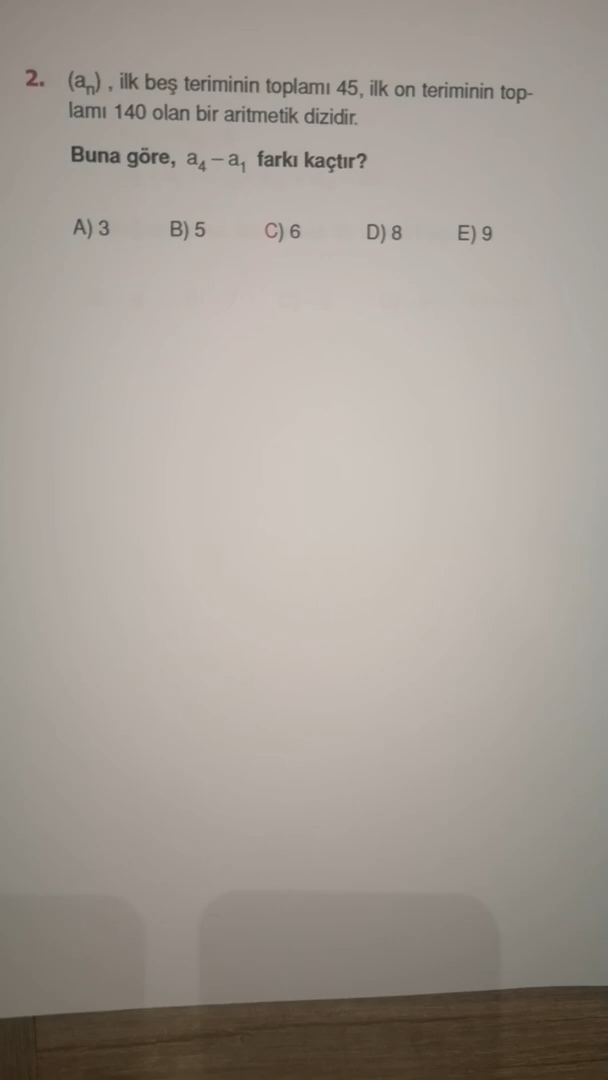 2. (aₙ) , ilk beş teriminin toplamı 45, ilk on teriminin top-
lamı 140 olan bir aritmetik dizidir.
Buna göre, a₄ – a₁ farkı kaçtır?
A) 3 B) 5 C) 6 D) 8 E) 9